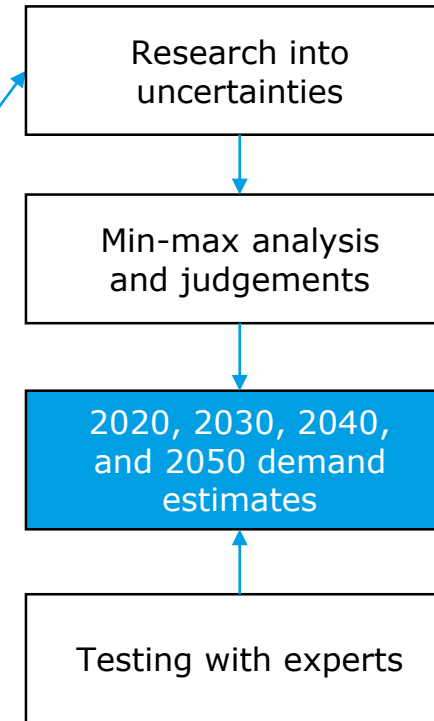 Research into
uncertainties
Min-max analysis
and judgements
2020, 2030, 2040,
and 2050 demand
estimates
Testing with experts